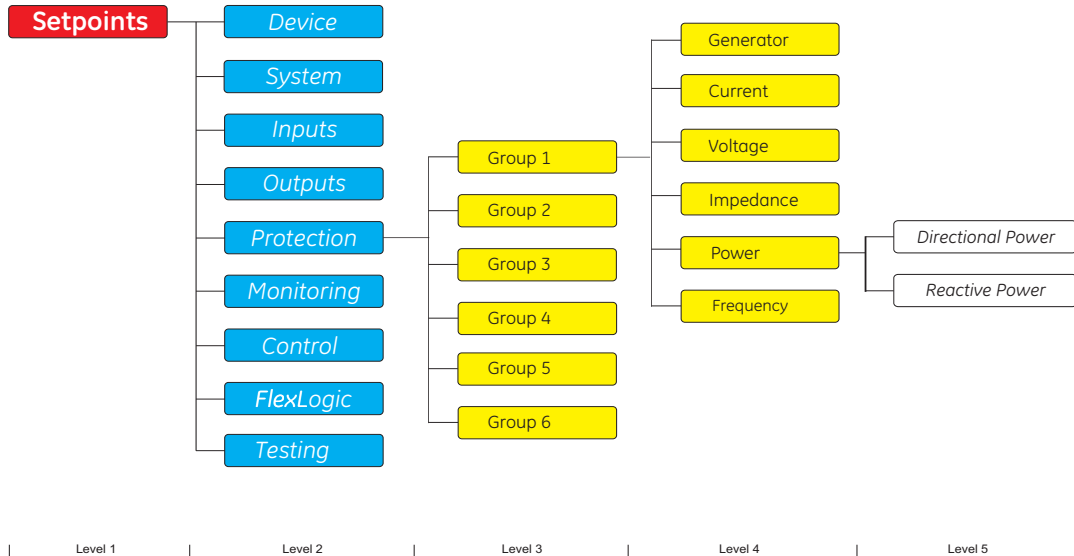 Setpoints
Device
System
Inputs
Outputs
Protection
Monitoring
Control
FlexLogic
Testing
Group 1
Group 2
Group 3
Group 4
Group 5
Group 6
Generator
Current
Voltage
Impedance
Power
Frequency
Directional Power
Reactive Power
Level 1
Level 2
Level 3
Level 4
Level 5